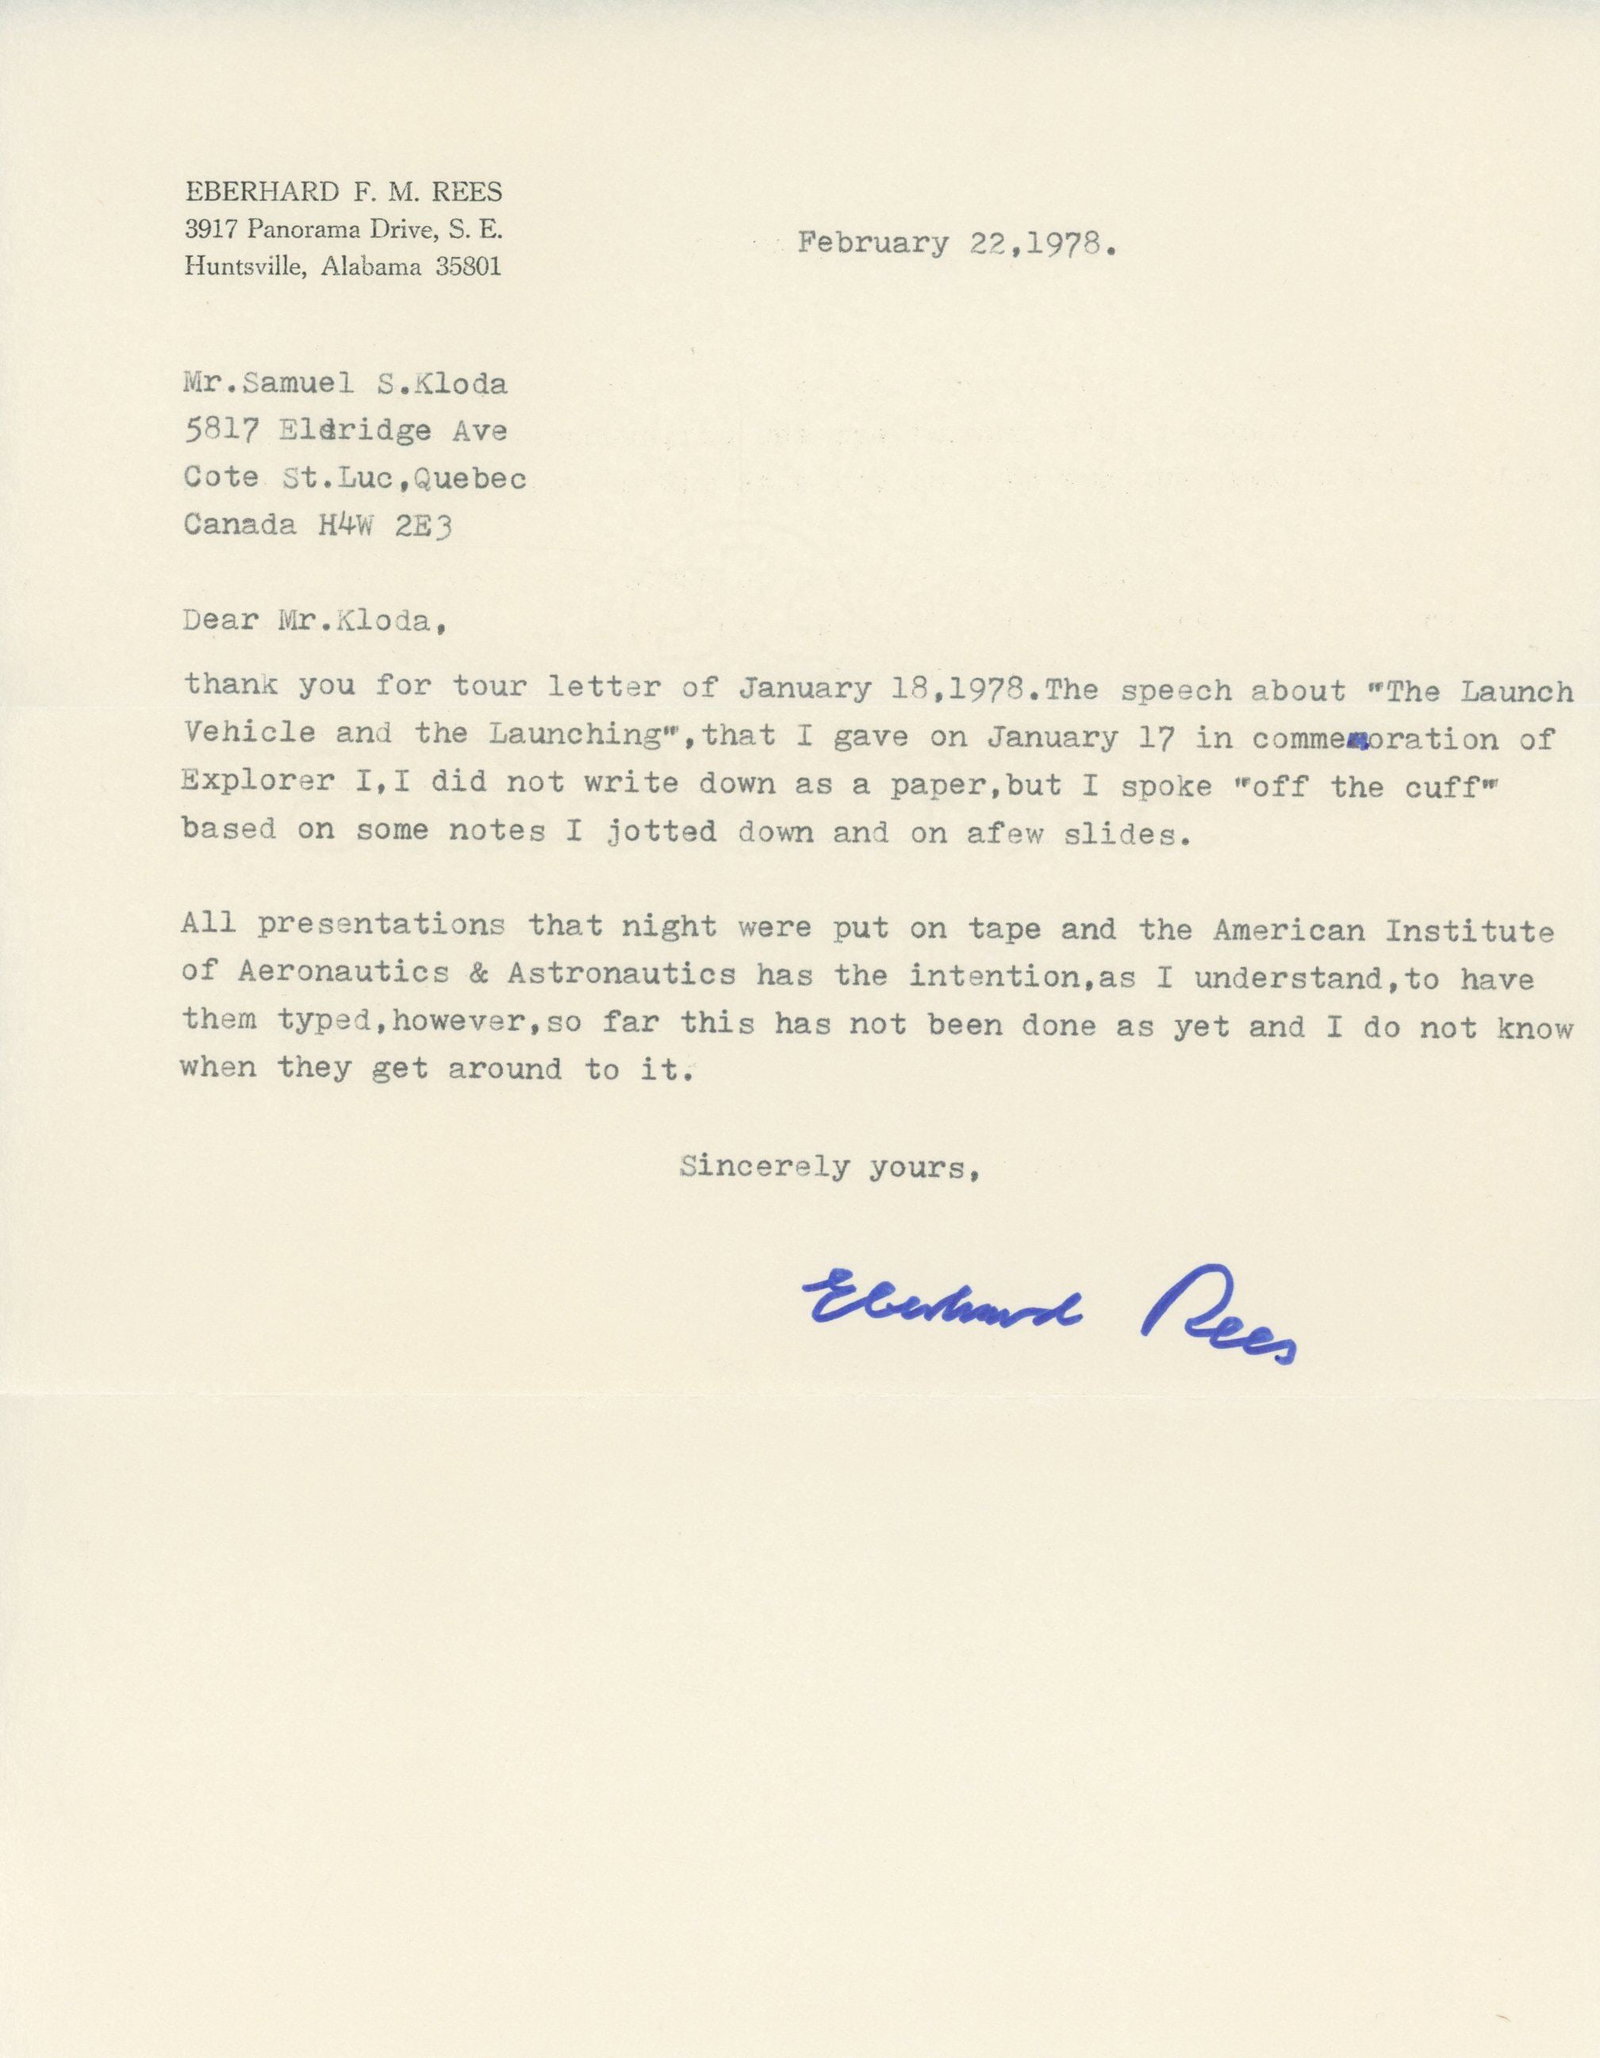 EBERHARD F. M. REES
3917 Panorama Drive, S. E.
Huntsville, Alabama 35801
February 22,1978.
Mr.Samuel S.Kloda
5817 Eldridge Ave
Cote St.Luc,Quebec
Canada H4W 2E3
Dear Mr.Kloda,
thank you for tour letter of January 18,1978.The speech about "The Launch
Vehicle and the Launching",that I gave on January 17 in commemoration of
Explorer I,I did not write down as a paper,but I spoke "off the cuff"
based on some notes I jotted down and on afew slides.
All presentations that night were put on tape and the American Institute
of Aeronautics & Astronautics has the intention,as I understand,to have
them typed,however,so far this has not been done as yet and I do not know
when they get around to it.
Sincerely yours,
Eberhard Rees